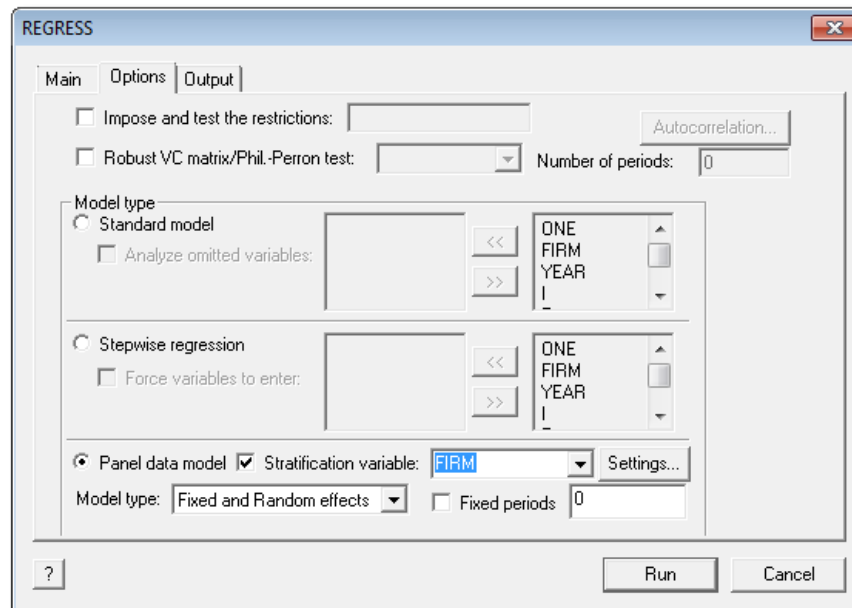 REGRESS
Main Options Output
Impose and test the restrictions:
Autocorrelation...
Robust VC matrix/Phil.-Perron test:
Number of periods: 0
Model type
Standard model
Analyze omitted variables:
<<
>>
ONE
FIRM
YEAR
I
Stepwise regression
Force variables to enter:
<<
>>
ONE
FIRM
YEAR
I
Panel data model Stratification variable: FIRM Settings...
Model type: Fixed and Random effects Fixed periods 0
? Run Cancel